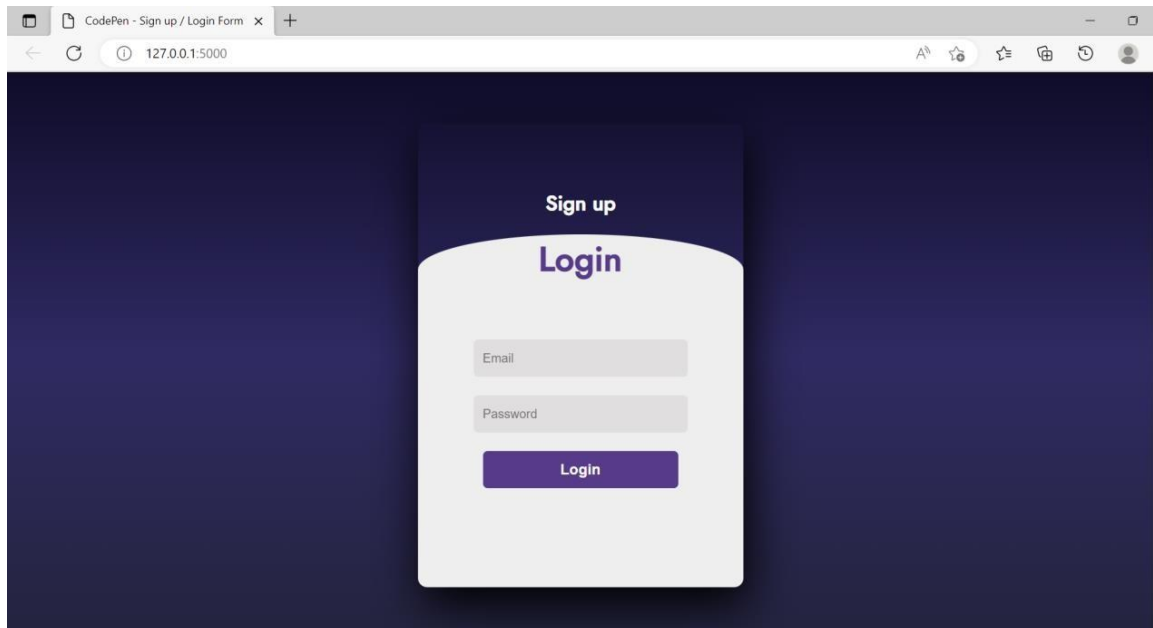 CodePen - Sign up / Login Form
127.0.0.1:5000
Sign up
Login
Email
Password
Login